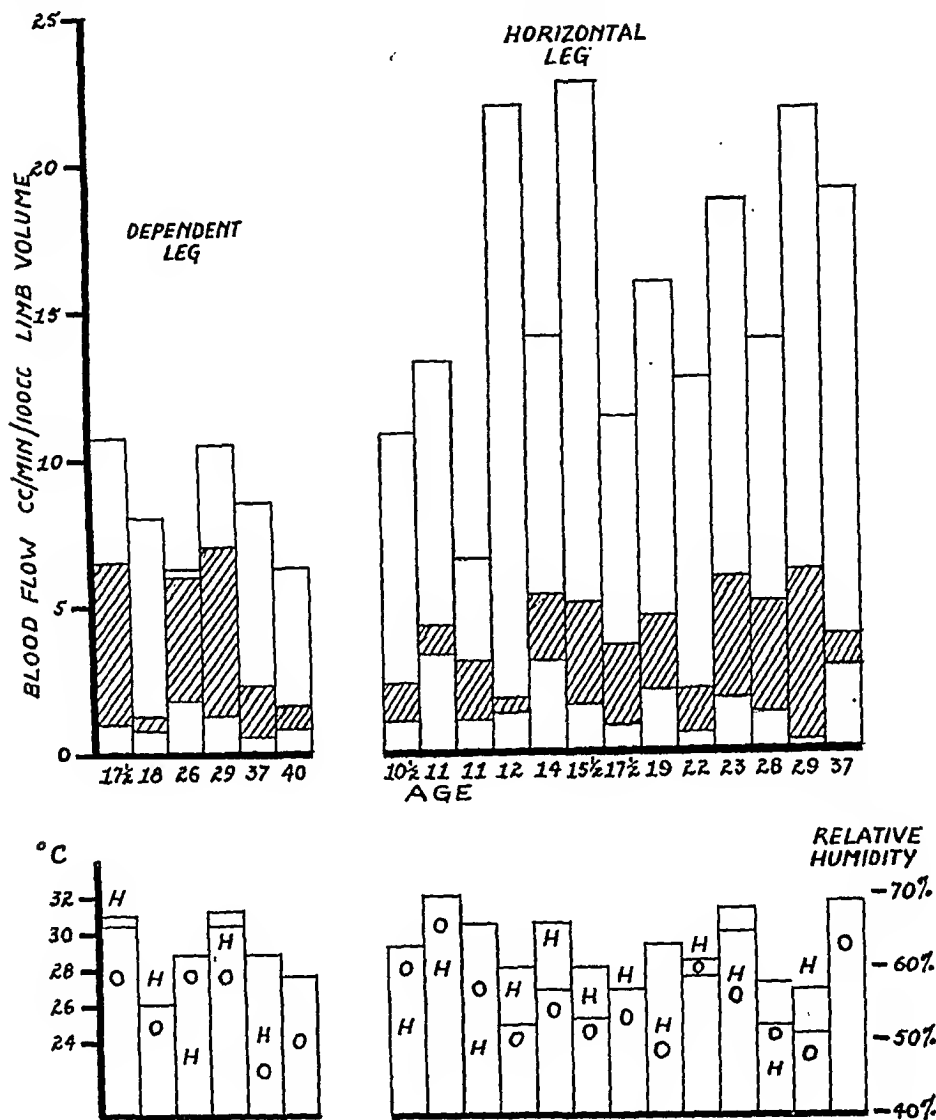 25
20
15
10
5
0
BLOOD FLOW CC/MIN/100CC LIMB VOLUME
DEPENDENT
LEG
HORIZONTAL
LEG
17½ 18 26 29 37 40
10½ 11 11 12 14 15½ 17½ 19 22 23 28 29 37
AGE
°C
32
30
28
26
24
RELATIVE
HUMIDITY
-70%
-60%
-50%
-40%
H H H H H
O O O O O O
H H H H H H H H H H H H
O O O O O O O O O O O O